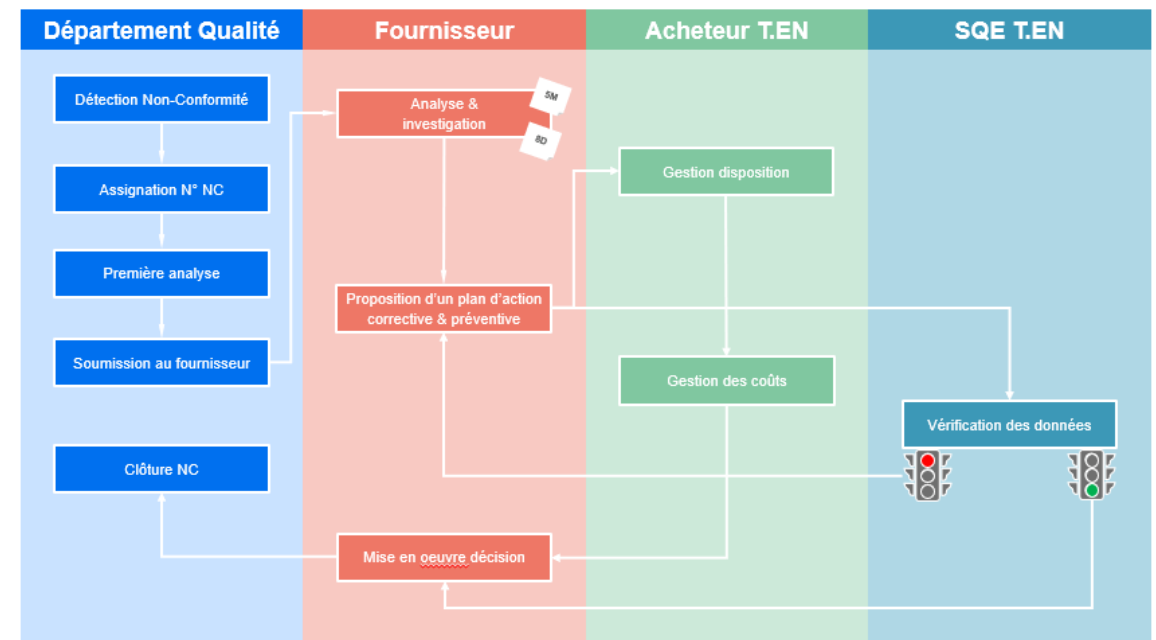 Département Qualité
Fournisseur
Acheteur T.EN
SQE T.EN
Détection Non-Conformité
Analyse &
investigation
5M
8D
Gestion disposition
Assignation N° NC
Première analyse
Proposition d'un plan d'action
corrective & préventive
Soumission au fournisseur
Gestion des coûts
Vérification des données
Clôture NC
Mise en oeuvre décision